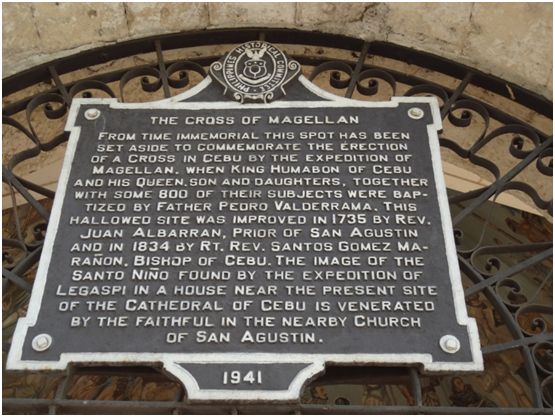 PHILIPPINES HISTORICAL COMMITTEE
THE CROSS OF MAGELLAN
FROM TIME IMMEMORIAL THIS SPOT HAS BEEN
SET ASIDE TO COMMEMORATE THE ERECTION
OF A CROSS IN CEBU BY THE EXPEDITION OF
MAGELLAN. WHEN KING HUMABON OF CEBU
AND HIS QUEEN, SON AND DAUGHTERS, TOGETHER
WITH SOME 800 OF THEIR SUBJECTS WERE BAP-
TIZED BY FATHER PEDRO VALDERRAMA. THIS
HALLOWED SITE WAS IMPROVED IN 1735 BY REV.
JUAN ALBARRAN, PRIOR OF SAN AGUSTIN
AND IN 1834 BY RT. REV. SANTOS GOMEZ MA-
RAÑON, BISHOP OF CEBU. THE IMAGE OF THE
SANTO NIÑO FOUND BY THE EXPEDITION OF
LEGASPI IN A HOUSE NEAR THE PRESENT SITE
OF THE CATHEDRAL OF CEBU IS VENERATED
BY THE FAITHFUL IN THE NEARBY CHURCH
OF SAN AGUSTIN.
1941